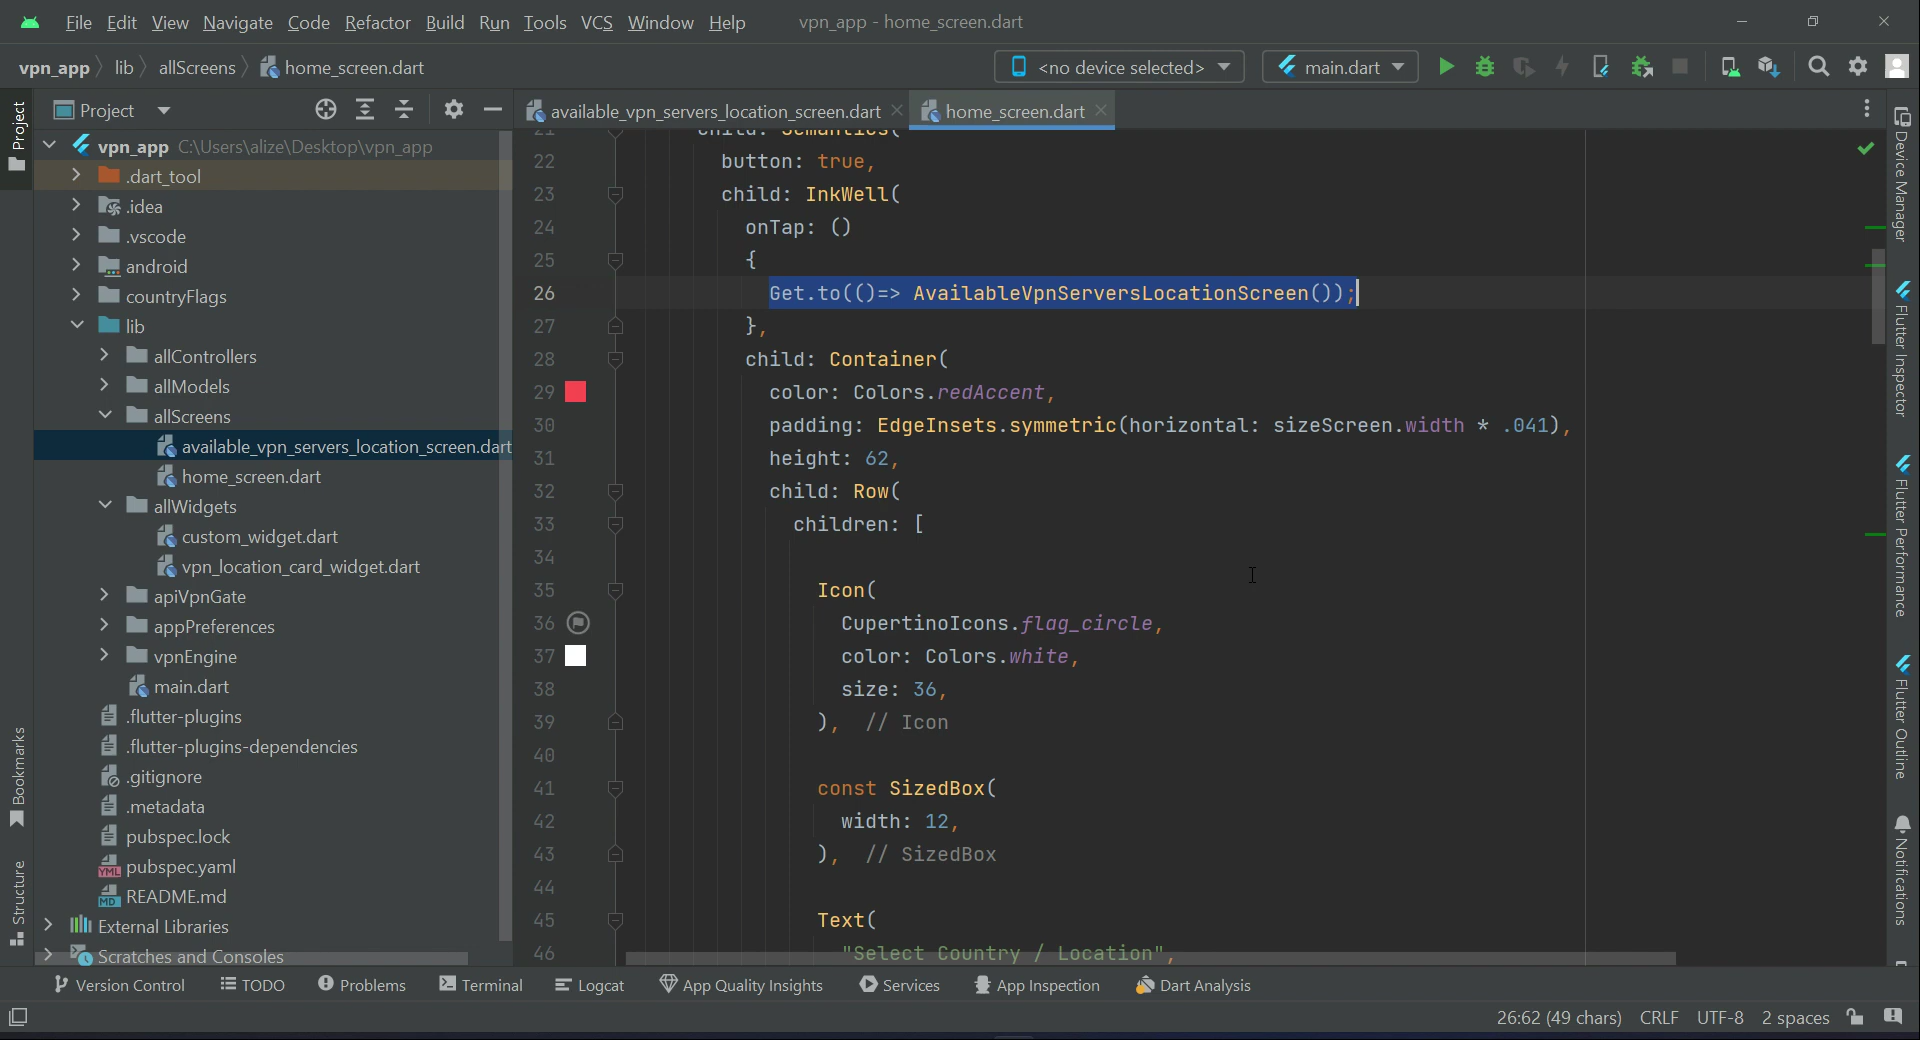 File Edit View Navigate Code Refactor Build Run Tools VCS Window Help vpn_app - home_screen.dart
vpn_app lib allScreens home_screen.dart <no device selected> main.dart
Project
Project
available_vpn_servers_location_screen.dart
home_screen.dart
vpn_app C:\Users\alize\Desktop\vpn_app
.dart_tool
.idea
.vscode
android
countryFlags
lib
allControllers
allModels
allScreens
available_vpn_servers_location_screen.dart
home_screen.dart
allWidgets
custom_widget.dart
vpn_location_card_widget.dart
apiVpnGate
appPreferences
vpnEngine
main.dart
.flutter-plugins
.flutter-plugins-dependencies
.gitignore
.metadata
pubspec.lock
pubspec.yaml
README.md
External Libraries
Scratches and Consoles
Bookmarks
Structure
21 child: Semantics(
22 button: true,
23 child: InkWell(
24 onTap: ()
25 {
26 Get.to(()=> AvailableVpnServersLocationScreen());
27 },
28 child: Container(
29 color: Colors.redAccent,
30 padding: EdgeInsets.symmetric(horizontal: sizeScreen.width * .041),
31 height: 62,
32 child: Row(
33 children: [
34
35 Icon(
36 CupertinoIcons.flag_circle,
37 color: Colors.white,
38 size: 36,
39 ), // Icon
40
41 const SizedBox(
42 width: 12,
43 ), // SizedBox
44
45 Text(
46 "Select Country / Location",
Device Manager
Flutter Inspector
Flutter Performance
Flutter Outline
Notifications
Version Control TODO Problems Terminal Logcat App Quality Insights Services App Inspection Dart Analysis
26:62 (49 chars) CRLF UTF-8 2 spaces